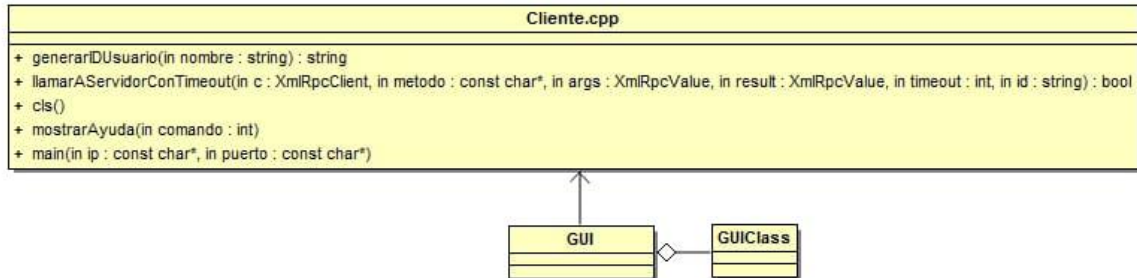 Cliente.cpp
+ generarIDUsuario(in nombre : string) : string
+ llamarAServidorConTimeout(in c : XmlRpcClient, in metodo : const char*, in args : XmlRpcValue, in result : XmlRpcValue, in timeout : int, in id : string) : bool
+ cls()
+ mostrarAyuda(in comando : int)
+ main(in ip : const char*, in puerto : const char*)
GUI
GUIClass